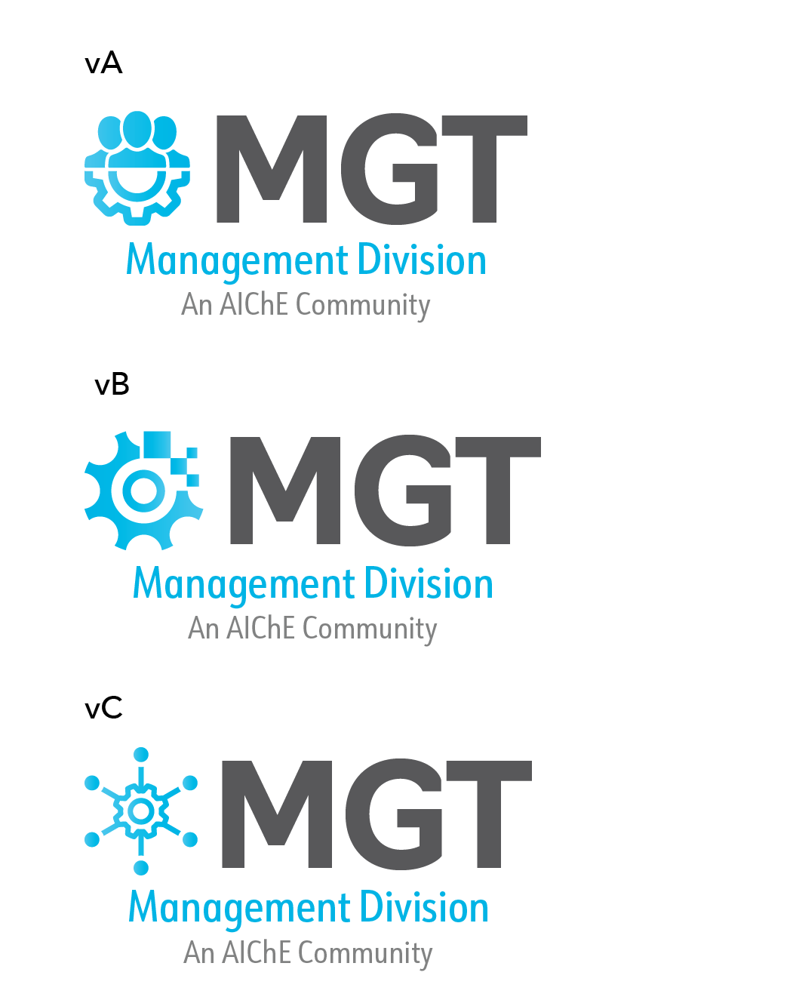 vA
MGT
Management Division
An AIChE Community
vB
MGT
Management Division
An AIChE Community
vC
MGT
Management Division
An AIChE Community